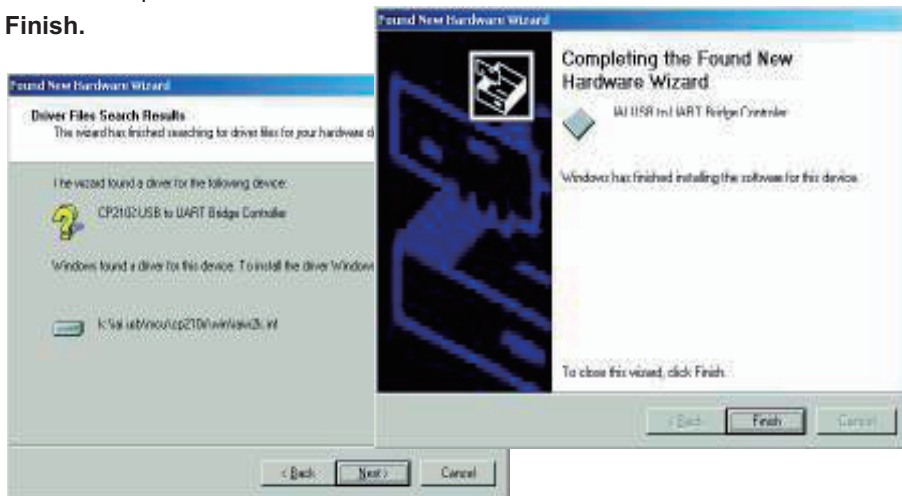 Finish.
Found New Hardware Wizard
Driver Files Search Results
The wizard has finished searching for driver files for your hardware d
The wizard found a driver for the following device:
CP2102 USB to UART Bridge Controller
Windows found a driver for this device. To install the driver Window
< Back
Next >
Cancel
Found New Hardware Wizard
Completing the Found New
Hardware Wizard
IAI USB to UART Bridge Controller
Windows has finished installing the software for this device.
To close this wizard, click Finish.
< Back
Finish
Cancel